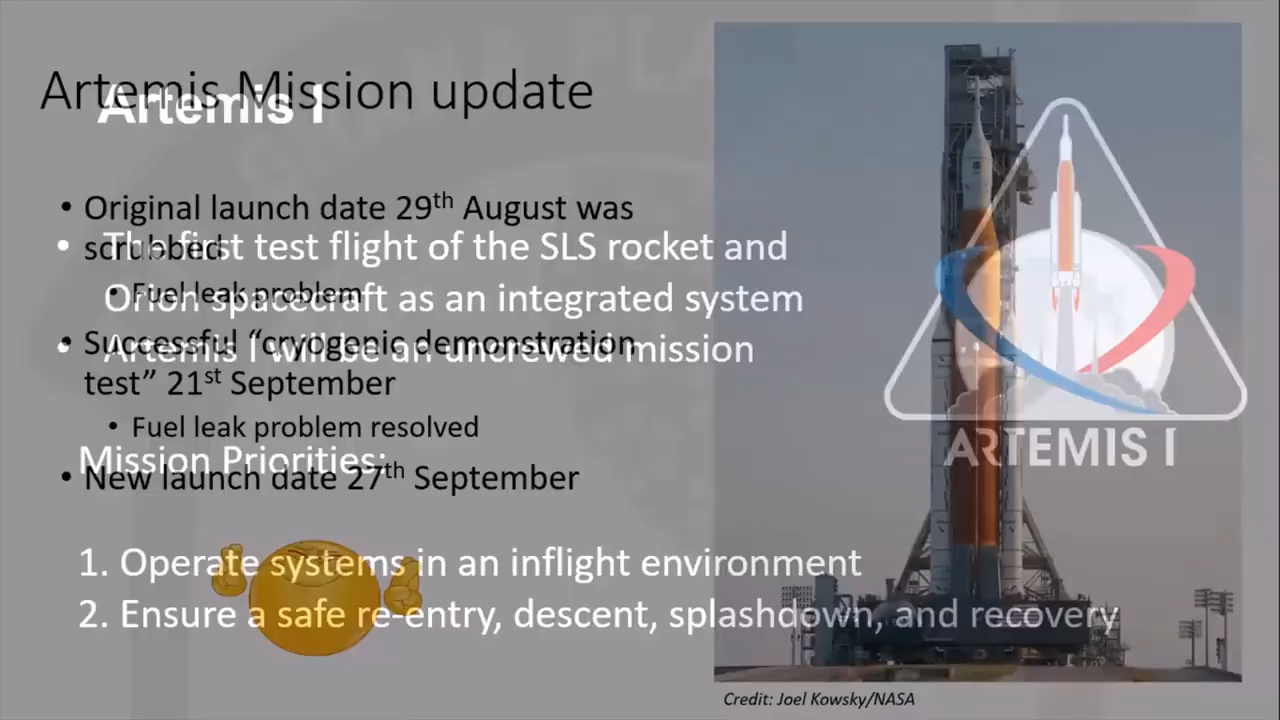 Artemis Mission update
• Original launch date 29th August was
scrubbed
• Fuel leak problem
• Successful “cryogenic demonstration
test” 21st September
• Fuel leak problem resolved
• New launch date 27th September
Credit: Joel Kowsky/NASA
Artemis I
• The first test flight of the SLS rocket and
Orion spacecraft as an integrated system
• Artemis I will be an uncrewed mission
Mission Priorities:
1. Operate systems in an inflight environment
2. Ensure a safe re-entry, descent, splashdown, and recovery
ARTEMIS I